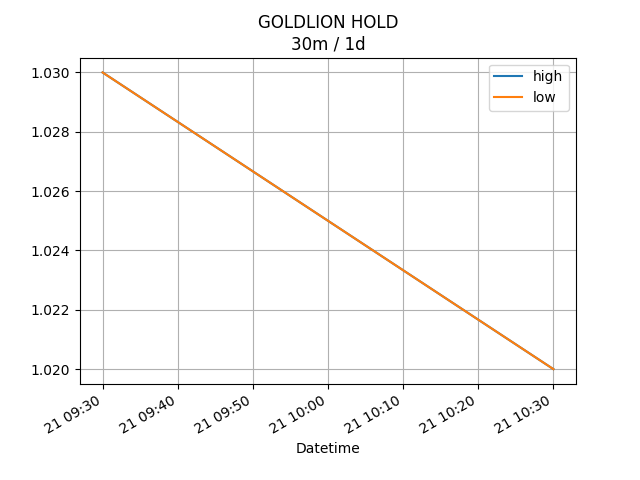 GOLDLION HOLD
30m / 1d
high
low
1.030
1.028
1.026
1.024
1.022
1.020
21 09:30
21 09:40
21 09:50
21 10:00
21 10:10
21 10:20
21 10:30
Datetime